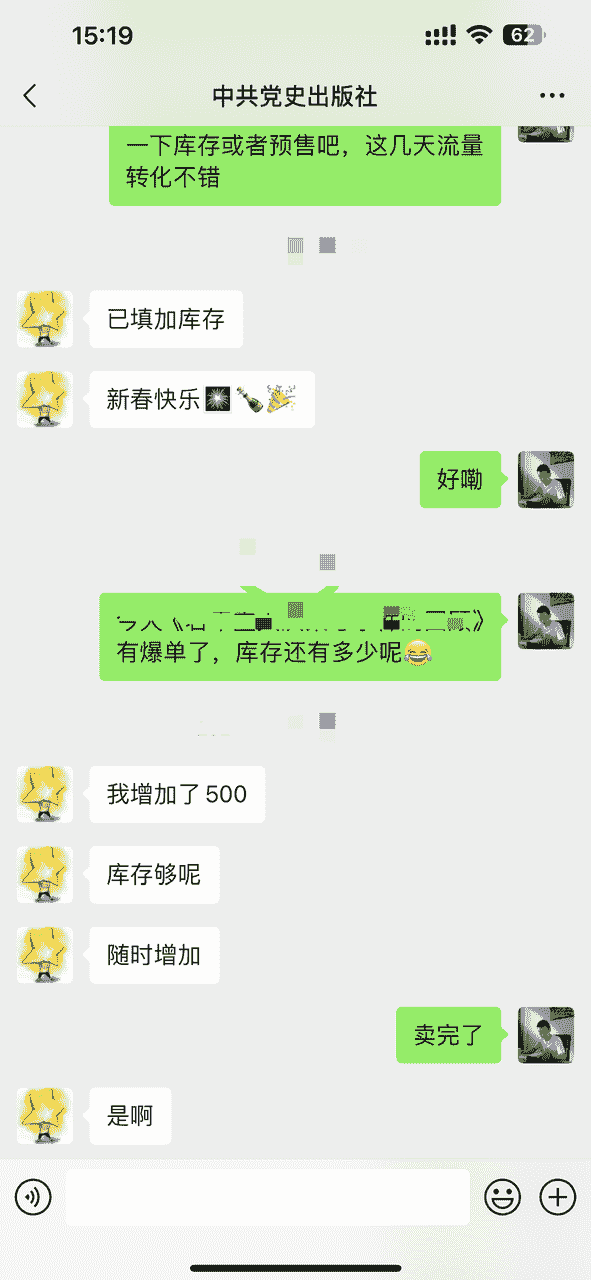 15:19
62
中共党史出版社
一下库存或者预售吧，这几天流量
转化不错
已填加库存
新春快乐🎆🍾🎉
好嘞
有爆单了，库存还有多少呢😂
我增加了500
库存够呢
随时增加
卖完了
是啊